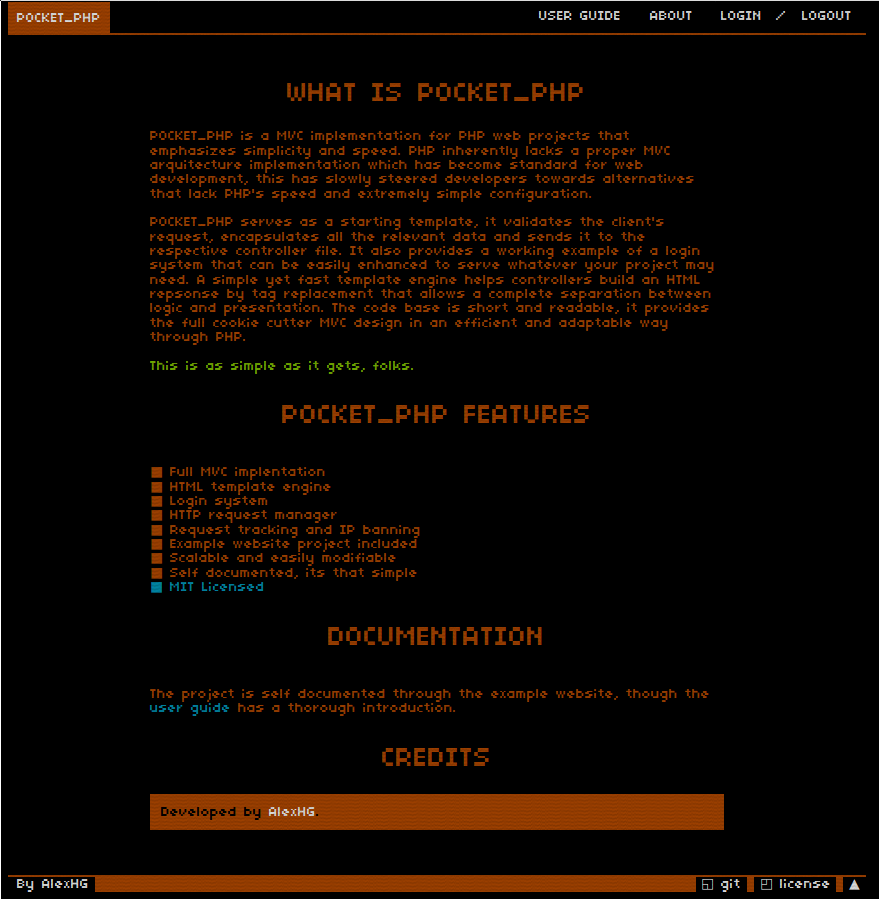 POCKET_PHP
USER GUIDE ABOUT LOGIN / LOGOUT
WHAT IS POCKET_PHP
POCKET_PHP is a MVC implementation for PHP web projects that
emphasizes simplicity and speed. PHP inherently lacks a proper MVC
arquitecture implementation which has become standard for web
development, this has slowly steered developers towards alternatives
that lack PHP's speed and extremely simple configuration.
POCKET_PHP serves as a starting template, it validates the client's
request, encapsulates all the relevant data and sends it to the
respective controller file. It also provides a working example of a login
system that can be easily enhanced to serve whatever your project may
need. A simple yet fast template engine helps controllers build an HTML
repsonse by tag replacement that allows a complete separation between
logic and presentation. The code base is short and readable, it provides
the full cookie cutter MVC design in an efficient and adaptable way
through PHP.
This is as simple as it gets, folks.
POCKET_PHP FEATURES
Full MVC implentation
HTML template engine
Login system
HTTP request manager
Request tracking and IP banning
Example website project included
Scalable and easily modifiable
Self documented, its that simple
MIT Licensed
DOCUMENTATION
The project is self documented through the example website, though the
user guide has a thorough introduction.
CREDITS
Developed by AlexHG.
By AlexHG ◱ git ◰ license ▲